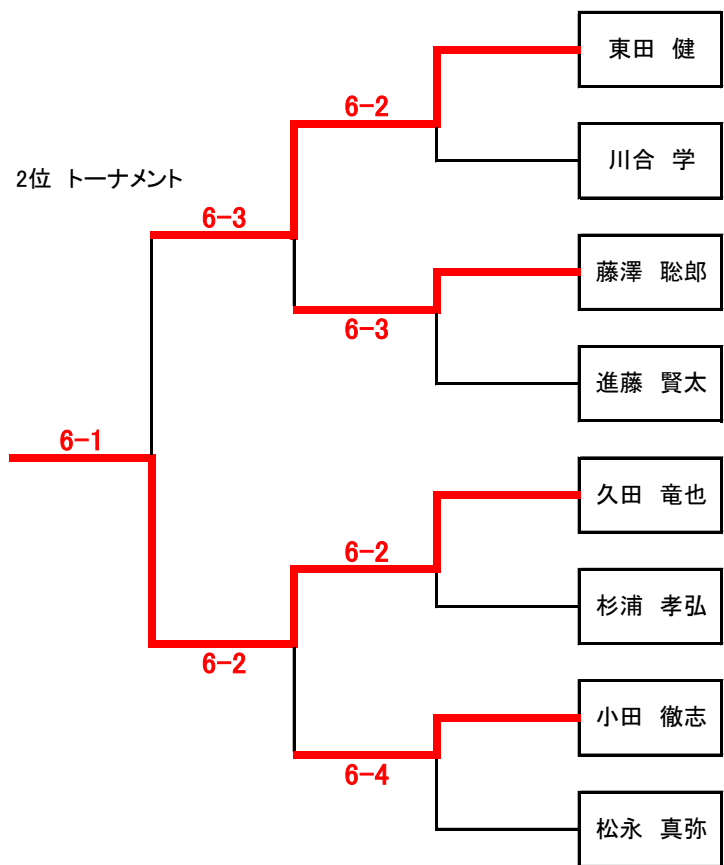 東田 健
6-2
川合 学
2位 トーナメント
6-3
藤澤 聡郎
6-3
進藤 賢太
6-1
久田 竜也
6-2
杉浦 孝弘
6-2
小田 徹志
6-4
松永 真弥